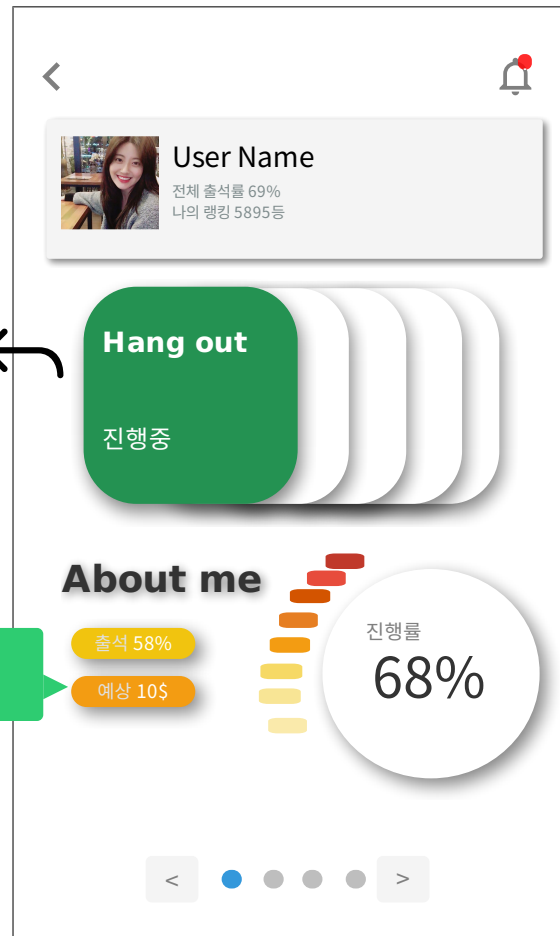 User Name
전체 출석률 69%
나의 랭킹 5895등
Hang out
진행중
About me
출석 58%
예상 10$
진행률
68%
< >